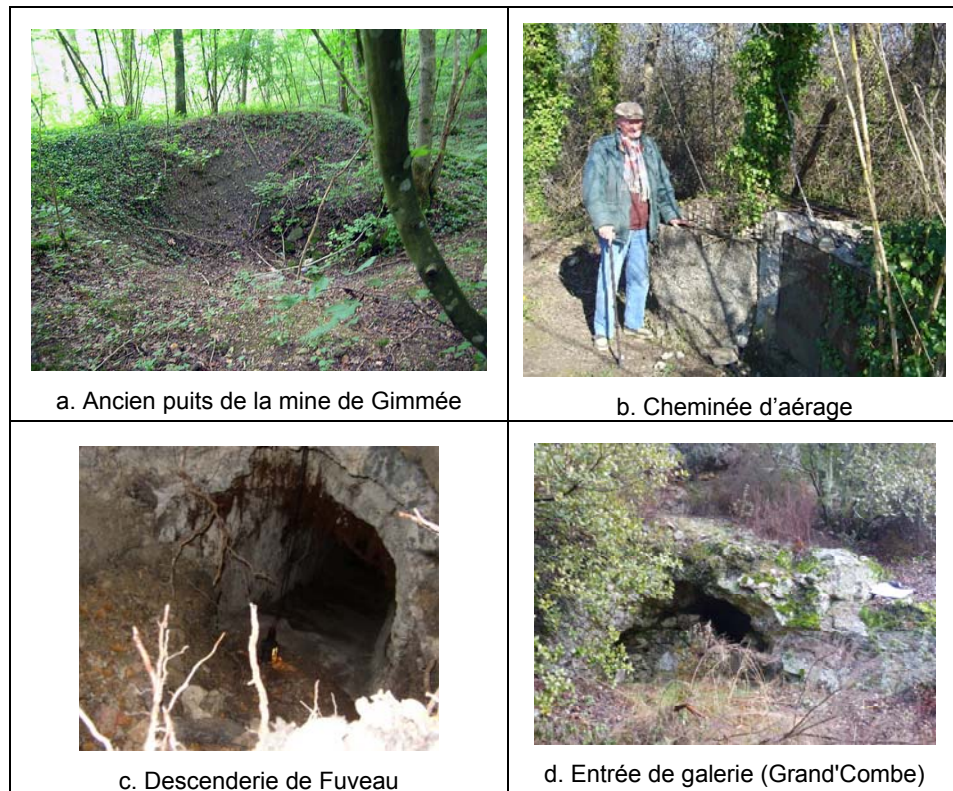 a. Ancien puits de la mine de Gimmée
b. Cheminée d'aérage
c. Descenderie de Fuveau
d. Entrée de galerie (Grand'Combe)